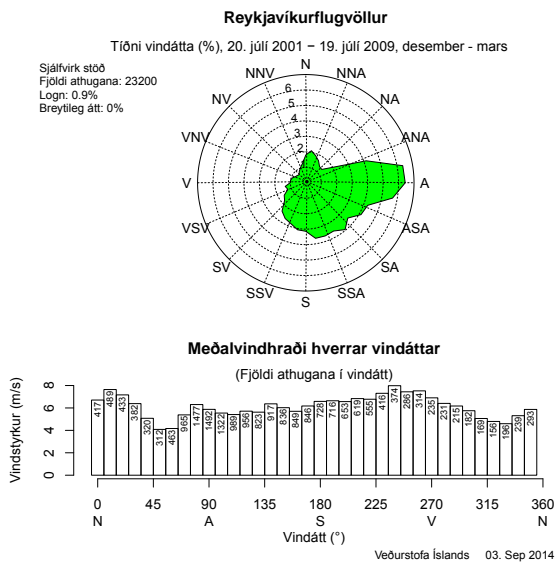 Reykjavíkurflugvöllur
Tíðni vindátta (%), 20. júlí 2001 − 19. júlí 2009, desember - mars
Sjálfvirk stöð
Fjöldi athugana: 23200
Logn: 0.9%
Breytileg átt: 0%
N
NNV NNA
NV NA
VNV ANA
V A
VSV ASA
SV SA
SSV SSA
S
6
5
4
3
2
Meðalvindhraði hverrar vindáttar
(Fjöldi athugana í vindátt)
Vindstyrkur (m/s)
8
6
4
2
0
417 489 433 382 320 312 463 965 1477 1492 1322 989 956 823 917 836 849 846 728 716 653 619 555 416 374 286 314 235 231 215 182 169 156 196 239 293
0 45 90 135 180 225 270 315 360
N A S V N
Vindátt (°)
Veðurstofa Íslands 03. Sep 2014